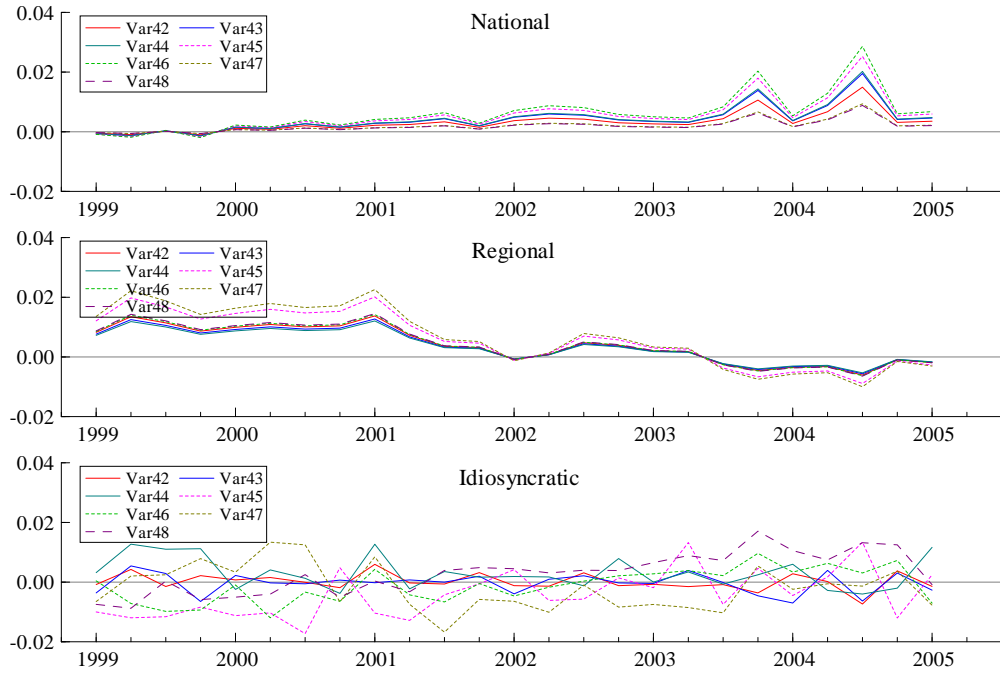 National
0.04
Var42 Var43
Var44 Var45
Var46 Var47
Var48
0.02
0.00
-0.02
1999 2000 2001 2002 2003 2004 2005
Regional
0.04
Var42 Var43
Var44 Var45
Var46 Var47
Var48
0.02
0.00
-0.02
1999 2000 2001 2002 2003 2004 2005
Idiosyncratic
0.04
Var42 Var43
Var44 Var45
Var46 Var47
Var48
0.02
0.00
-0.02
1999 2000 2001 2002 2003 2004 2005